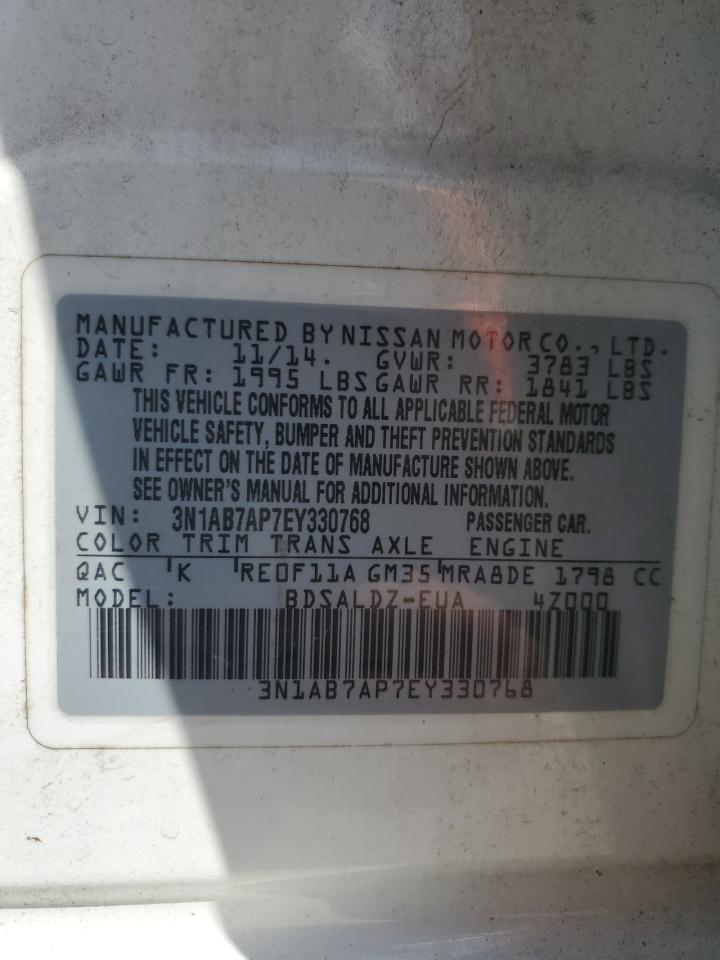 MANUFACTURED BY NISSAN MOTOR CO., LTD.
DATE: 11/14. GVWR: 3783 LBS
GAWR FR: 1995 LBS GAWR RR: 1841 LBS
THIS VEHICLE CONFORMS TO ALL APPLICABLE FEDERAL MOTOR
VEHICLE SAFETY, BUMPER AND THEFT PREVENTION STANDARDS
IN EFFECT ON THE DATE OF MANUFACTURE SHOWN ABOVE.
SEE OWNER'S MANUAL FOR ADDITIONAL INFORMATION.
VIN: 3N1AB7AP7EY330768 PASSENGER CAR.
COLOR TRIM TRANS AXLE ENGINE
QAC K RE0F11A GM35 MRA8DE 1798 CC
MODEL: BDSALDZ-EUA 4Z000
3N1AB7AP7EY330768